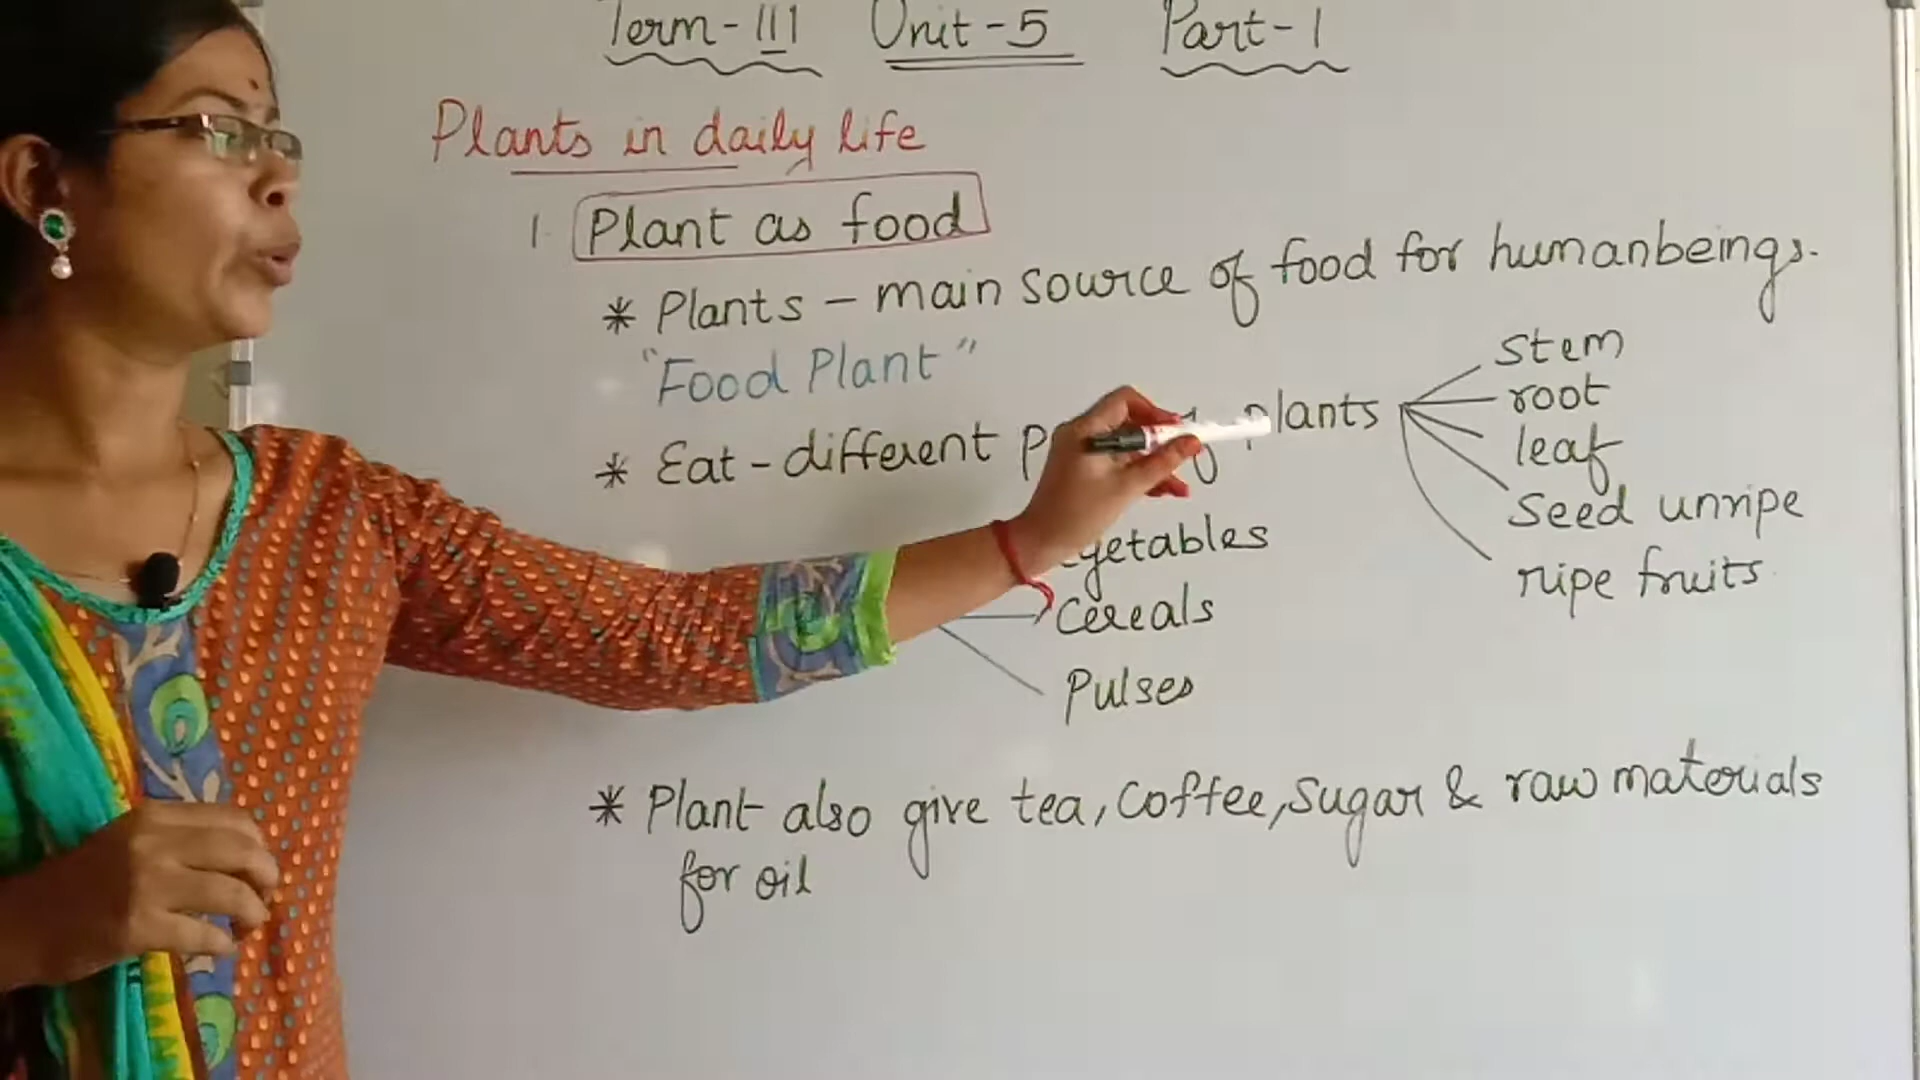 Term-III Unit-5 Part-1
Plants in daily life
1. Plant as food
* Plants - main source of food for humanbeings.
"Food Plant"
* Eat-different plants
stem
root
leaf
seed unripe
ripe fruits
getables
Cereals
Pulses
* Plant also give tea, Coffee, Sugar & raw materials
for oil